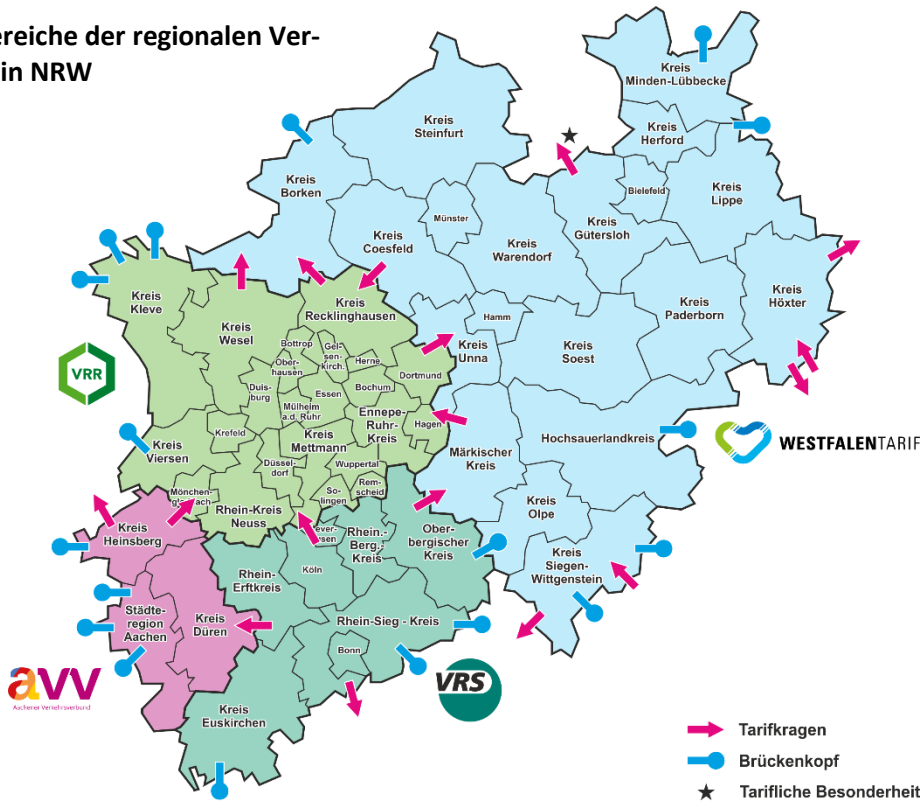 ereiche der regionalen Ver-
in NRW
Kreis
Minden-Lübbecke
Kreis
Steinfurt
Kreis
Herford
Kreis
Borken
Bielefeld
Kreis
Lippe
Münster
Kreis
Coesfeld
Kreis
Gütersloh
Kreis
Warendorf
Kreis
Höxter
Kreis
Kleve
Kreis
Recklinghausen
Kreis
Paderborn
Kreis
Wesel
Hamm
Kreis
Unna
Kreis
Soest
Bottrop
Gel-
sen-
kirch.
Ober-
hausen
Herne
Dortmund
VRR
Duis-
burg
Essen
Bochum
Mülheim
a.d. Ruhr
Ennepe-
Ruhr-
Kreis
Hagen
Krefeld
Kreis
Mettmann
Kreis
Viersen
Märkischer
Kreis
Hochsauerlandkreis
WESTFALENTARIF
Düssel-
dorf
Wuppertal
Rem-
scheid
So-
lingen
Mönchen-
Rhein-Kreis
Neuss
Kreis
Olpe
Kreis
Heinsberg
Rhein.-
Berg.-
Kreis
Ober-
bergischer
Kreis
Kreis
Siegen-
Wittgenstein
Köln
Rhein-
Erftkreis
Städte-
region
Aachen
Kreis
Düren
Rhein-Sieg - Kreis
Bonn
avv
Aachener Verkehrsverbund
VRS
Kreis
Euskirchen
Tarifkragen
Brückenkopf
Tarifliche Besonderheit